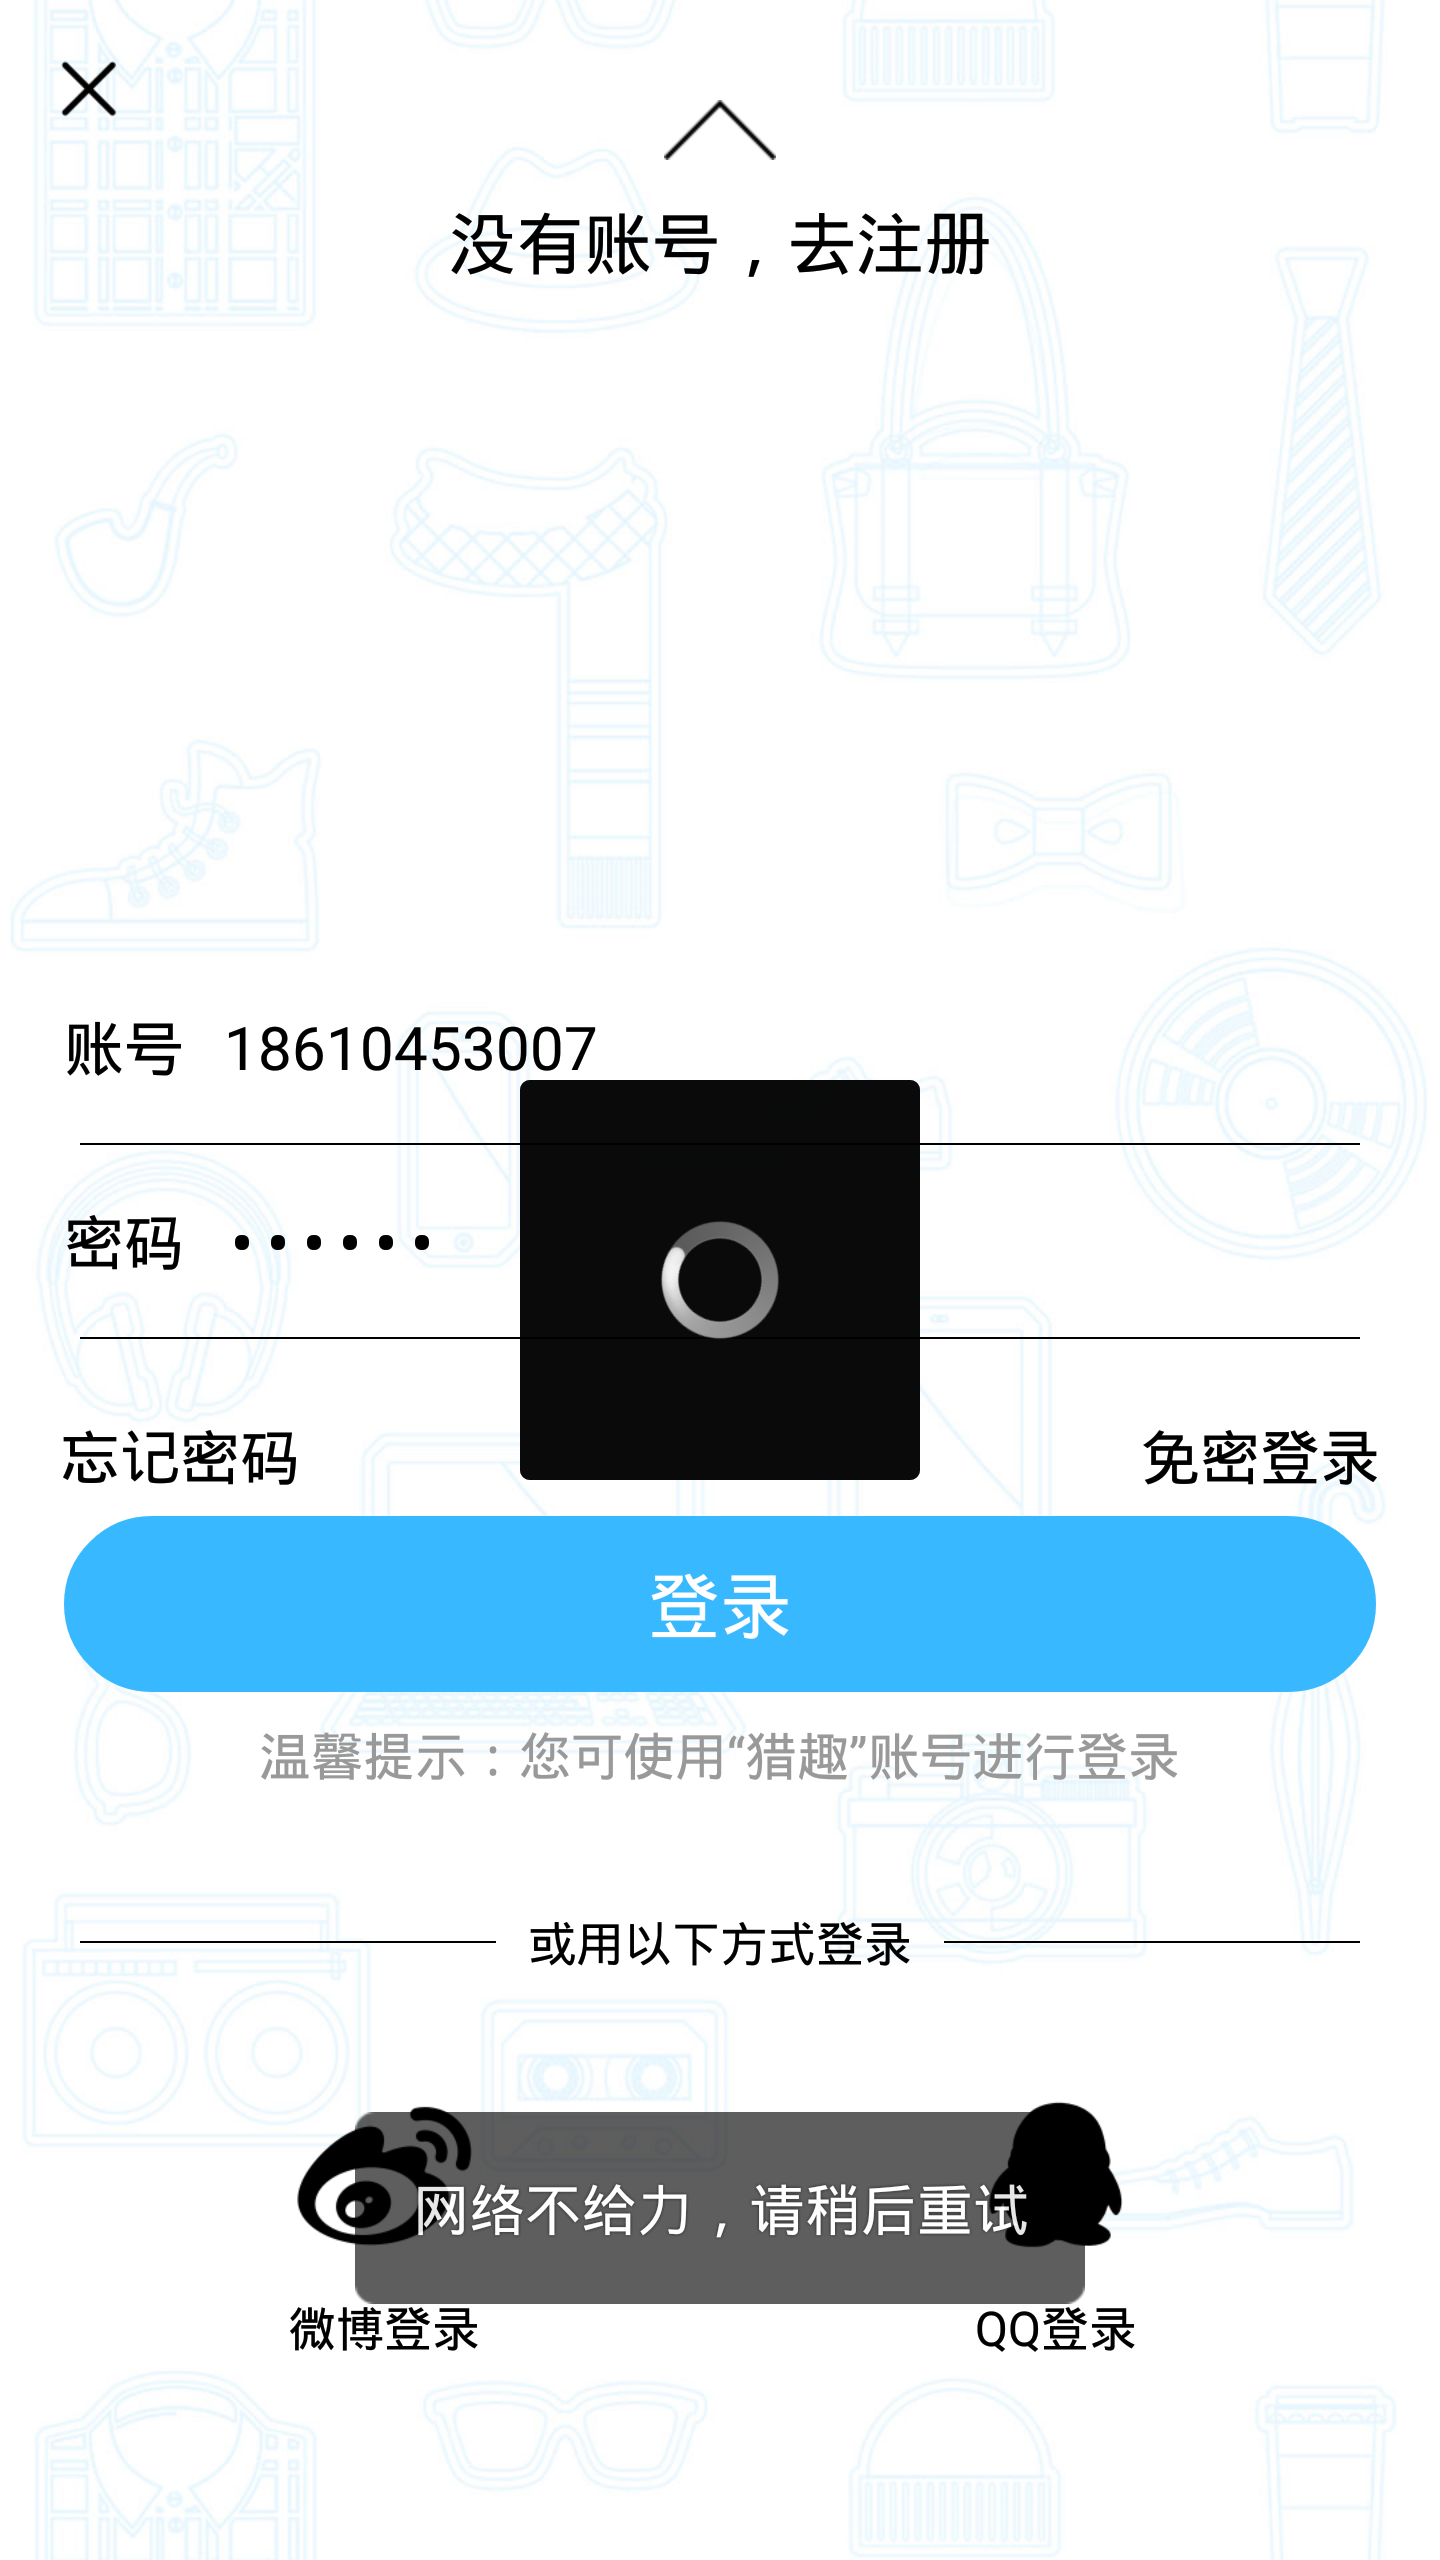 没有账号，去注册
账号 18610453007
密码 ••••••
忘记密码 免密登录
登录
温馨提示：您可使用“猎趣”账号进行登录
或用以下方式登录
网络不给力，请稍后重试
微博登录 QQ登录